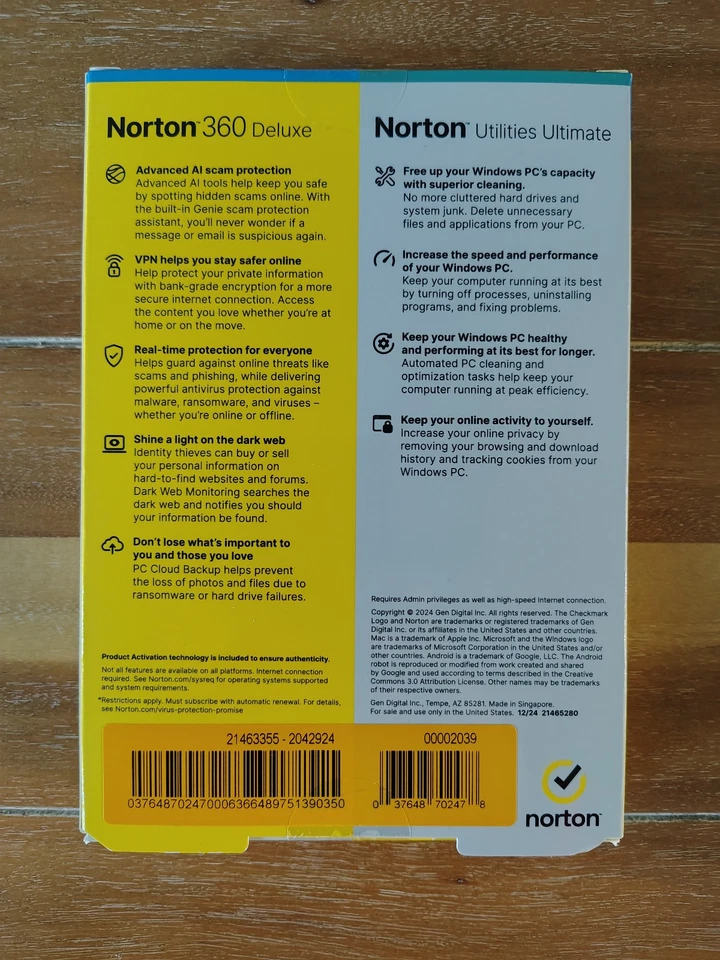 Norton™ 360 Deluxe
Advanced AI scam protection
Advanced AI tools help keep you safe
by spotting hidden scams online. With
the built-in Genie scam protection
assistant, you'll never wonder if a
message or email is suspicious again.
VPN helps you stay safer online
Help protect your private information
with bank-grade encryption for a more
secure internet connection. Access
the content you love whether you're at
home or on the move.
Real-time protection for everyone
Helps guard against online threats like
scams and phishing, while delivering
powerful antivirus protection against
malware, ransomware, and viruses –
whether you're online or offline.
Shine a light on the dark web
Identity thieves can buy or sell
your personal information on
hard-to-find websites and forums.
Dark Web Monitoring searches the
dark web and notifies you should
your information be found.
Don't lose what's important to
you and those you love
PC Cloud Backup helps prevent
the loss of photos and files due to
ransomware or hard drive failures.
Product Activation technology is included to ensure authenticity.
Not all features are available on all platforms. Internet connection
required. See Norton.com/sysreq for operating systems supported
and system requirements.
*Restrictions apply. Must subscribe with automatic renewal. For details,
see Norton.com/virus-protection-promise
Norton™ Utilities Ultimate
Free up your Windows PC's capacity
with superior cleaning.
No more cluttered hard drives and
system junk. Delete unnecessary
files and applications from your PC.
Increase the speed and performance
of your Windows PC.
Keep your computer running at its best
by turning off processes, uninstalling
programs, and fixing problems.
Keep your Windows PC healthy
and performing at its best for longer.
Automated PC cleaning and
optimization tasks help keep your
computer running at peak efficiency.
Keep your online activity to yourself.
Increase your online privacy by
removing your browsing and download
history and tracking cookies from your
Windows PC.
Requires Admin privileges as well as high-speed Internet connection.
Copyright © 2024 Gen Digital Inc. All rights reserved. The Checkmark
Logo and Norton are trademarks or registered trademarks of Gen
Digital Inc. or its affiliates in the United States and other countries.
Mac is a trademark of Apple Inc. Microsoft and the Windows logo
are trademarks of Microsoft Corporation in the United States and/or
other countries. Android is a trademark of Google, LLC. The Android
robot is reproduced or modified from work created and shared
by Google and used according to terms described in the Creative
Commons 3.0 Attribution License. Other names may be trademarks
of their respective owners.
Gen Digital Inc., Tempe, AZ 85281. Made in Singapore.
For sale and use only in the United States. 12/24 21465280
21463355 - 2042924
0376487024700063664897513903​50
00002039
0 37648 70247 8
norton™